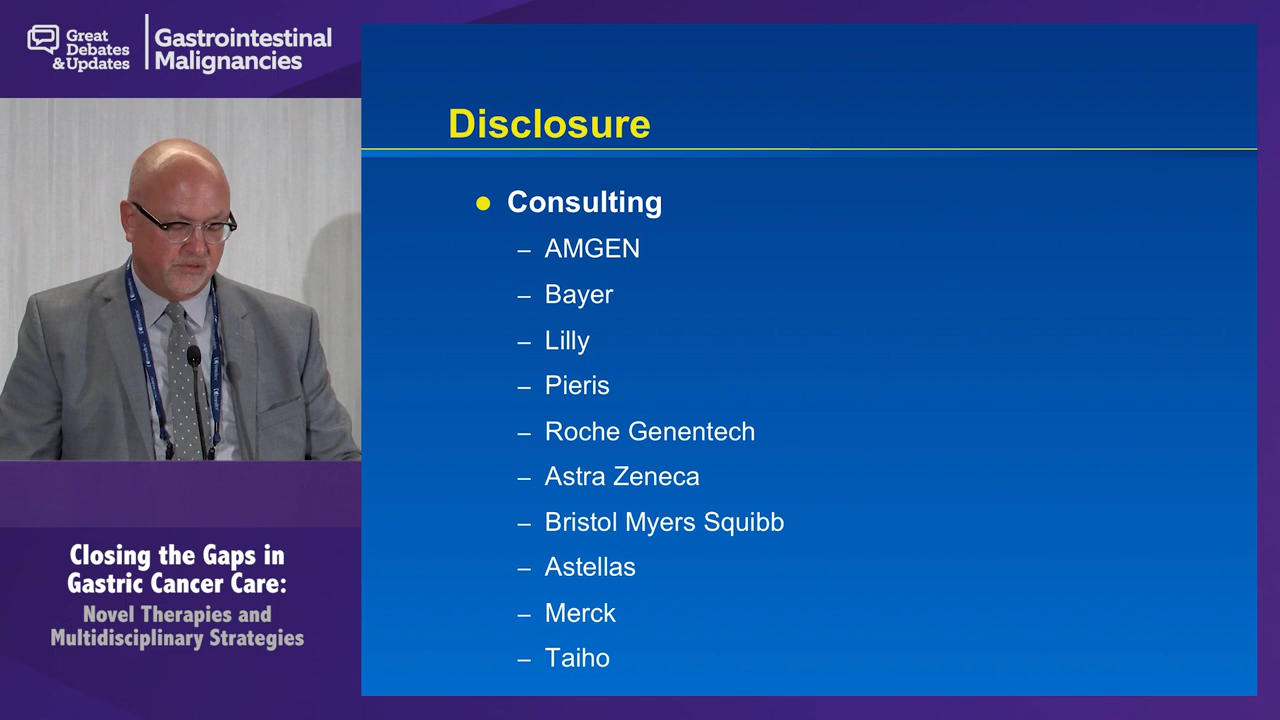 Great
Debates
& Updates
Gastrointestinal
Malignancies
Disclosure
● Consulting
– AMGEN
– Bayer
– Lilly
– Pieris
– Roche Genentech
– Astra Zeneca
– Bristol Myers Squibb
– Astellas
– Merck
– Taiho
Closing the Gaps in
Gastric Cancer Care:
Novel Therapies and
Multidisciplinary Strategies